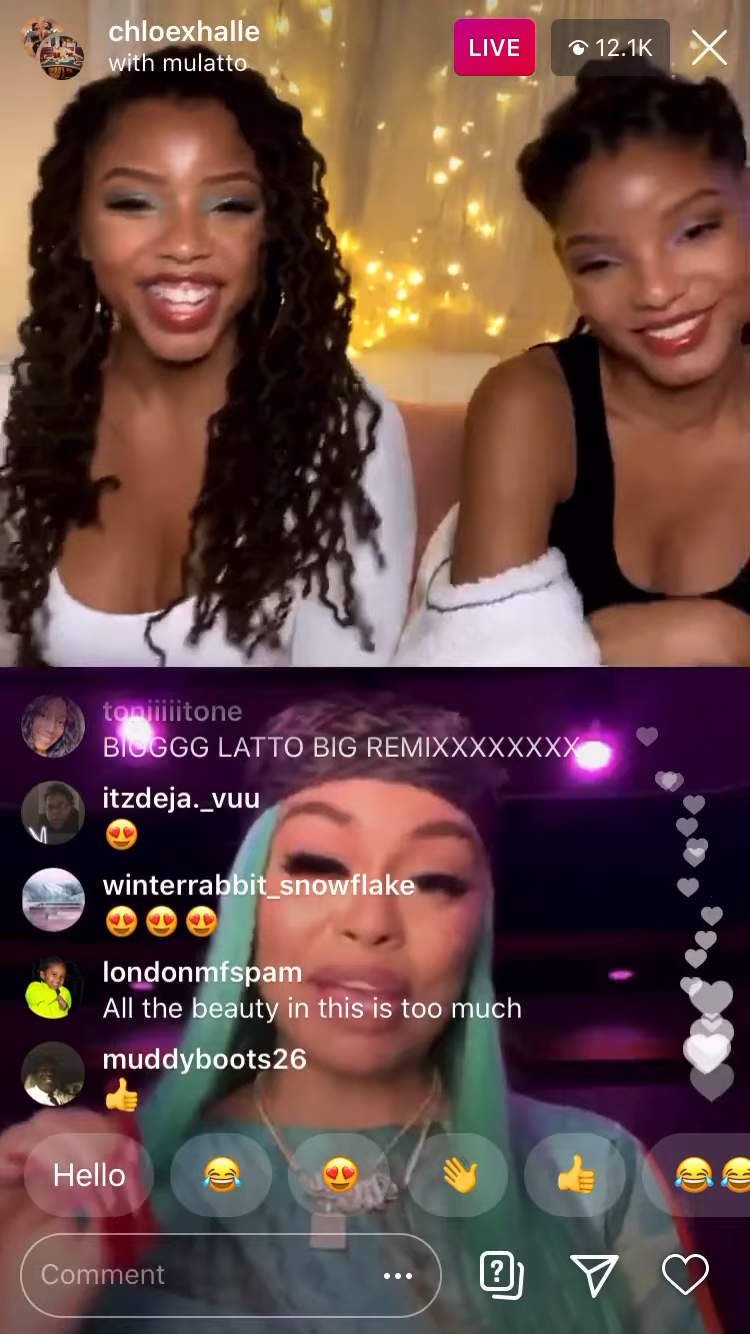 chloexhalle
with mulatto
LIVE
12.1K
toniiiiitone
BIGGGG LATTO BIG REMIXXXXXXXX
itzdeja._vuu
😍
winterrabbit_snowflake
😍😍😍
londonmfspam
All the beauty in this is too much
muddyboots26
👍
Hello 😂 😍 👋 👍 😂😂
Comment